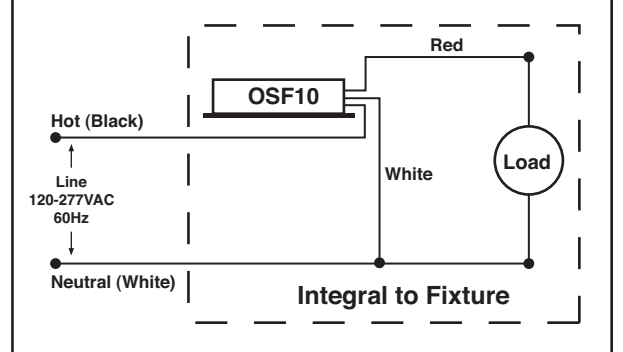 Red
OSF10
Hot (Black)
Load
Line
120-277VAC
60Hz
White
Neutral (White)
Integral to Fixture